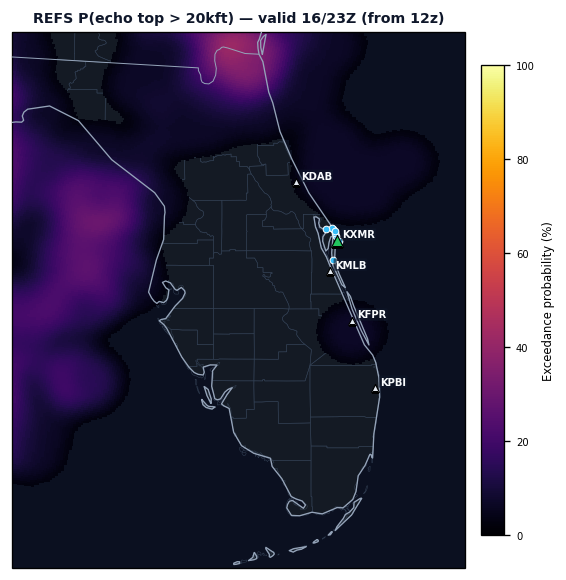 REFS P(echo top > 20kft) — valid 16/23Z (from 12z)
100
80
60
40
20
0
Exceedance probability (%)
KDAB
KXMR
KMLB
KFPR
KPBI